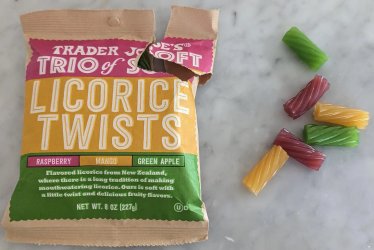 TRADER JOE'S
TRIO of SOFT
LICORICE
TWISTS
RASPBERRY MANGO GREEN APPLE
Flavored licorice from New Zealand,
where there is a long tradition of making
mouthwatering licorice. Ours is soft with
a little twist and delicious fruity flavors.
NET WT. 8 OZ (227g)